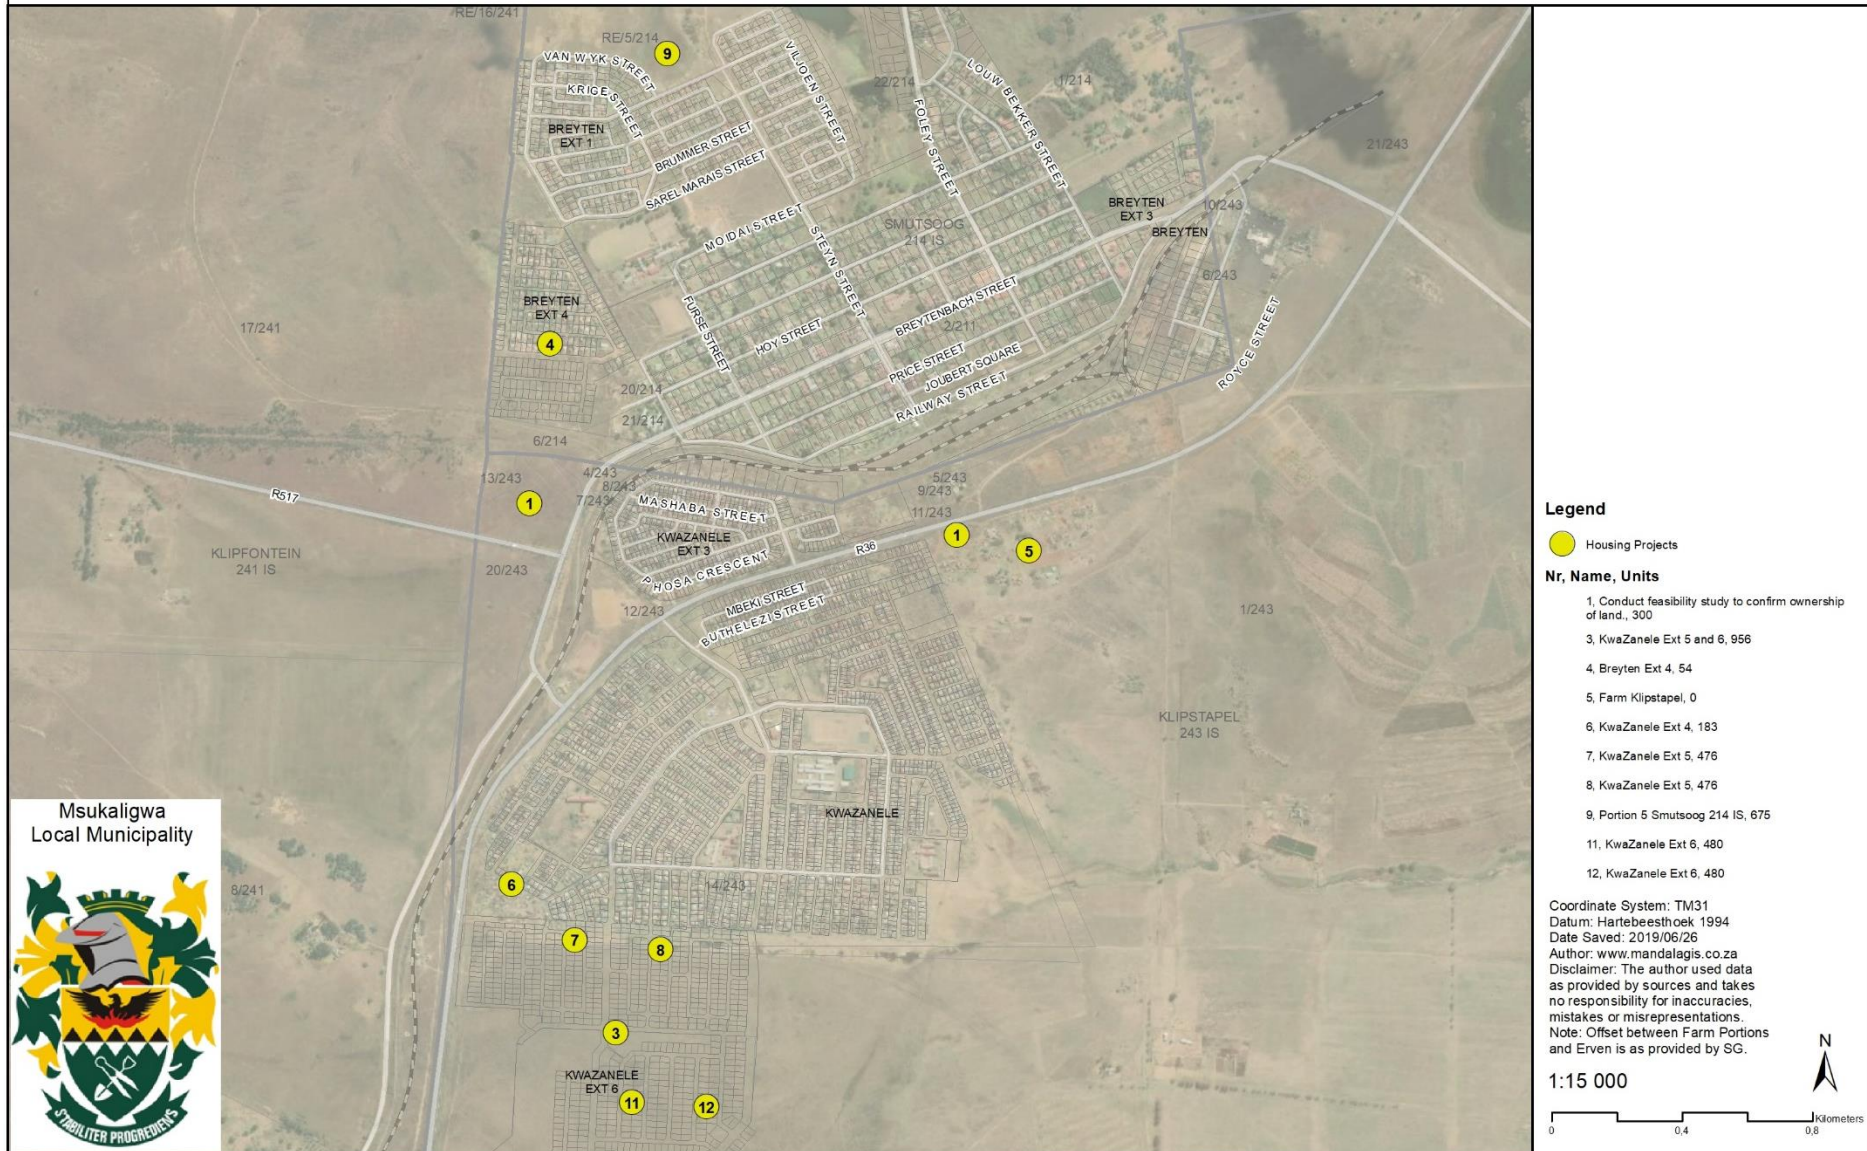 RE/16/241
RE/5/214
9
VAN WYK STREET
KRIGE STREET
BREYTEN
EXT 1
BRUMMER STREET
SAREL MARAIS STREET
VILJOEN STREET
22/214
FOLEY STREET
LOUW BEKKER STREET
1/214
21/243
MOIDAI STREET
STEYN STREET
SMUTSOOG
214 IS
BREYTEN
EXT 3
BREYTEN
10/243
6/243
17/241
BREYTEN
EXT 4
4
FURSE STREET
HOY STREET
BREYTENBACH STREET
2/211
PRICE STREET
JOUBERT SQUARE
RAILWAY STREET
ROYCE STREET
20/214
21/214
6/214
13/243
4/243
8/243
7/243
1
R517
MASHABA STREET
KWAZANELE
EXT 3
PHOSA CRESCENT
5/243
9/243
11/243
1
5
R36
KLIPFONTEIN
241 IS
20/243
12/243
MBEKI STREET
BUTHELEZI STREET
1/243
KLIPSTAPEL
243 IS
KWAZANELE
8/241
6
14/243
7
8
3
KWAZANELE
EXT 6
11
12
Msukaligwa
Local Municipality
STABILITER PROGREDIENS
Legend
Housing Projects
Nr, Name, Units
1, Conduct feasibility study to confirm ownership
of land., 300
3, KwaZanele Ext 5 and 6, 956
4, Breyten Ext 4, 54
5, Farm Klipstapel, 0
6, KwaZanele Ext 4, 183
7, KwaZanele Ext 5, 476
8, KwaZanele Ext 5, 476
9, Portion 5 Smutsoog 214 IS, 675
11, KwaZanele Ext 6, 480
12, KwaZanele Ext 6, 480
Coordinate System: TM31
Datum: Hartebeesthoek 1994
Date Saved: 2019/06/26
Author: www.mandalagis.co.za
Disclaimer: The author used data
as provided by sources and takes
no responsibility for inaccuracies,
mistakes or misrepresentations.
Note: Offset between Farm Portions
and Erven is as provided by SG.
N
1:15 000
Kilometers
0 0,4 0,8